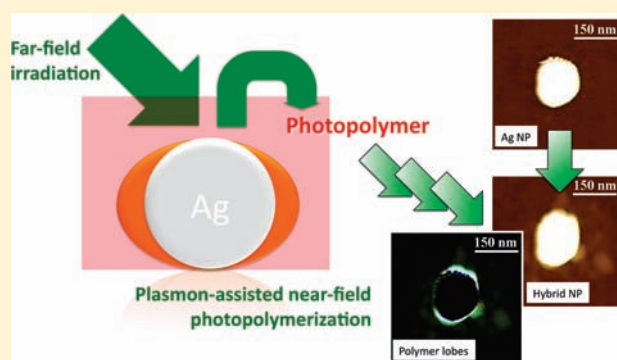 Far-field
irradiation
Photopolymer
Ag
Plasmon-assisted near-field
photopolymerization
150 nm
Ag NP
150 nm
Hybrid NP
150 nm
Polymer lobes